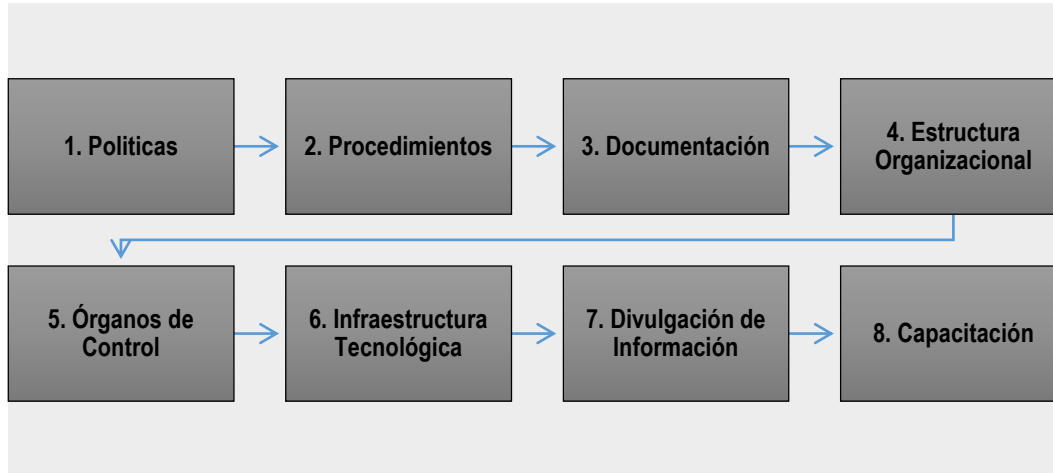 1. Politicas
2. Procedimientos
3. Documentación
4. Estructura
Organizacional
5. Órganos de
Control
6. Infraestructura
Tecnológica
7. Divulgación de
Información
8. Capacitación